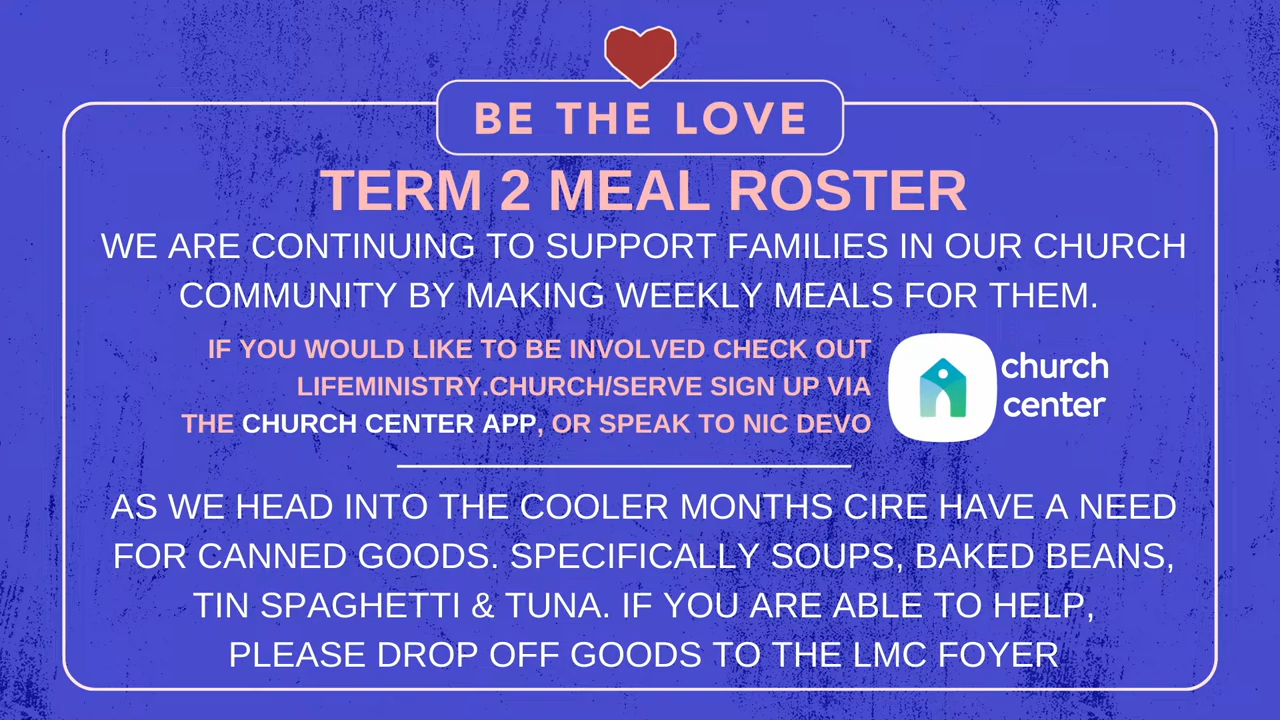 BE THE LOVE
TERM 2 MEAL ROSTER
WE ARE CONTINUING TO SUPPORT FAMILIES IN OUR CHURCH
COMMUNITY BY MAKING WEEKLY MEALS FOR THEM.
IF YOU WOULD LIKE TO BE INVOLVED CHECK OUT
LIFEMINISTRY.CHURCH/SERVE SIGN UP VIA
THE CHURCH CENTER APP, OR SPEAK TO NIC DEVO
church
center
AS WE HEAD INTO THE COOLER MONTHS CIRE HAVE A NEED
FOR CANNED GOODS. SPECIFICALLY SOUPS, BAKED BEANS,
TIN SPAGHETTI & TUNA. IF YOU ARE ABLE TO HELP,
PLEASE DROP OFF GOODS TO THE LMC FOYER